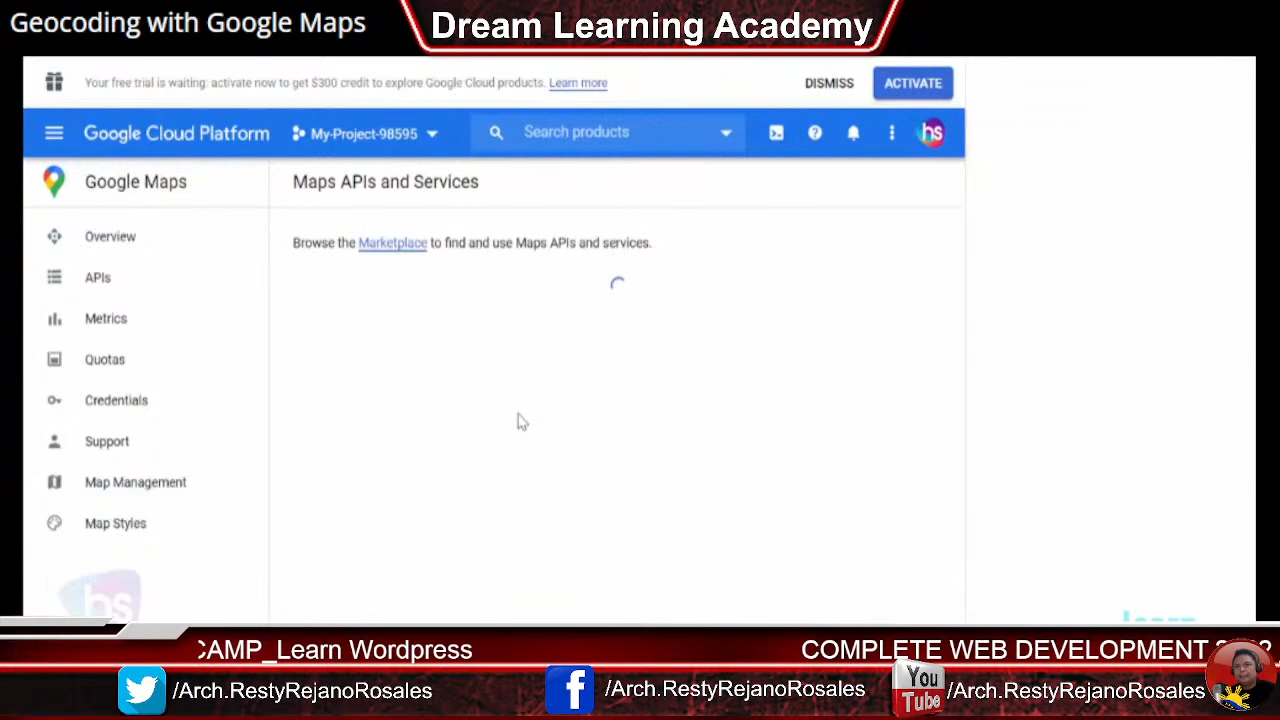 Geocoding with Google Maps
Dream Learning Academy
Your free trial is waiting: activate now to get $300 credit to explore Google Cloud products. Learn more
DISMISS
ACTIVATE
Google Cloud Platform
My-Project-98595
Search products
hs
Google Maps
Maps APIs and Services
Overview
Browse the Marketplace to find and use Maps APIs and services.
APIs
Metrics
Quotas
Credentials
Support
Map Management
Map Styles
hs
learn
CAMP_Learn Wordpress
COMPLETE WEB DEVELOPMENT
/Arch.RestyRejanoRosales
/Arch.RestyRejanoRosales
You
Tube
/Arch.RestyRejanoRosales